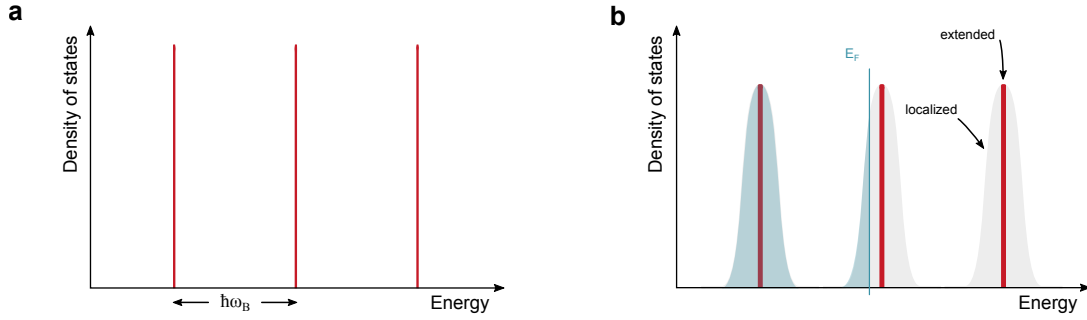 a
Density of states
ħω_B
Energy
b
Density of states
E_F
extended
localized
Energy